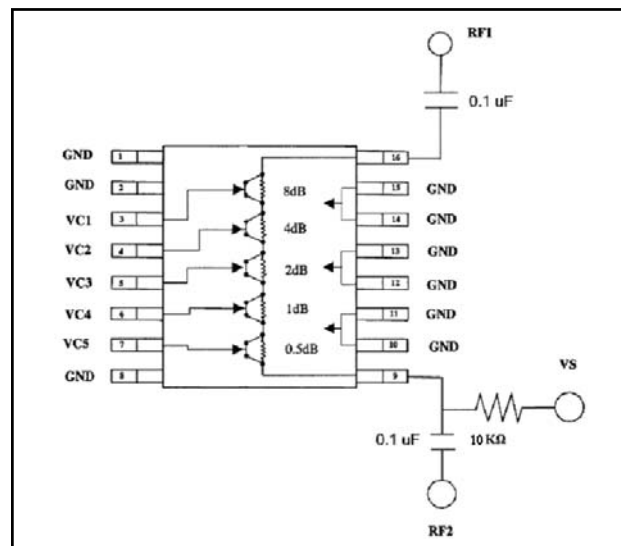 RF1
0.1 uF
GND 1 16
GND 2 8dB 15 GND
VC1 3 14 GND
VC2 4 4dB 13 GND
VC3 5 2dB 12 GND
VC4 6 1dB 11 GND
VC5 7 0.5dB 10 GND
GND 8 9
VS
0.1 uF 10 KΩ
RF2